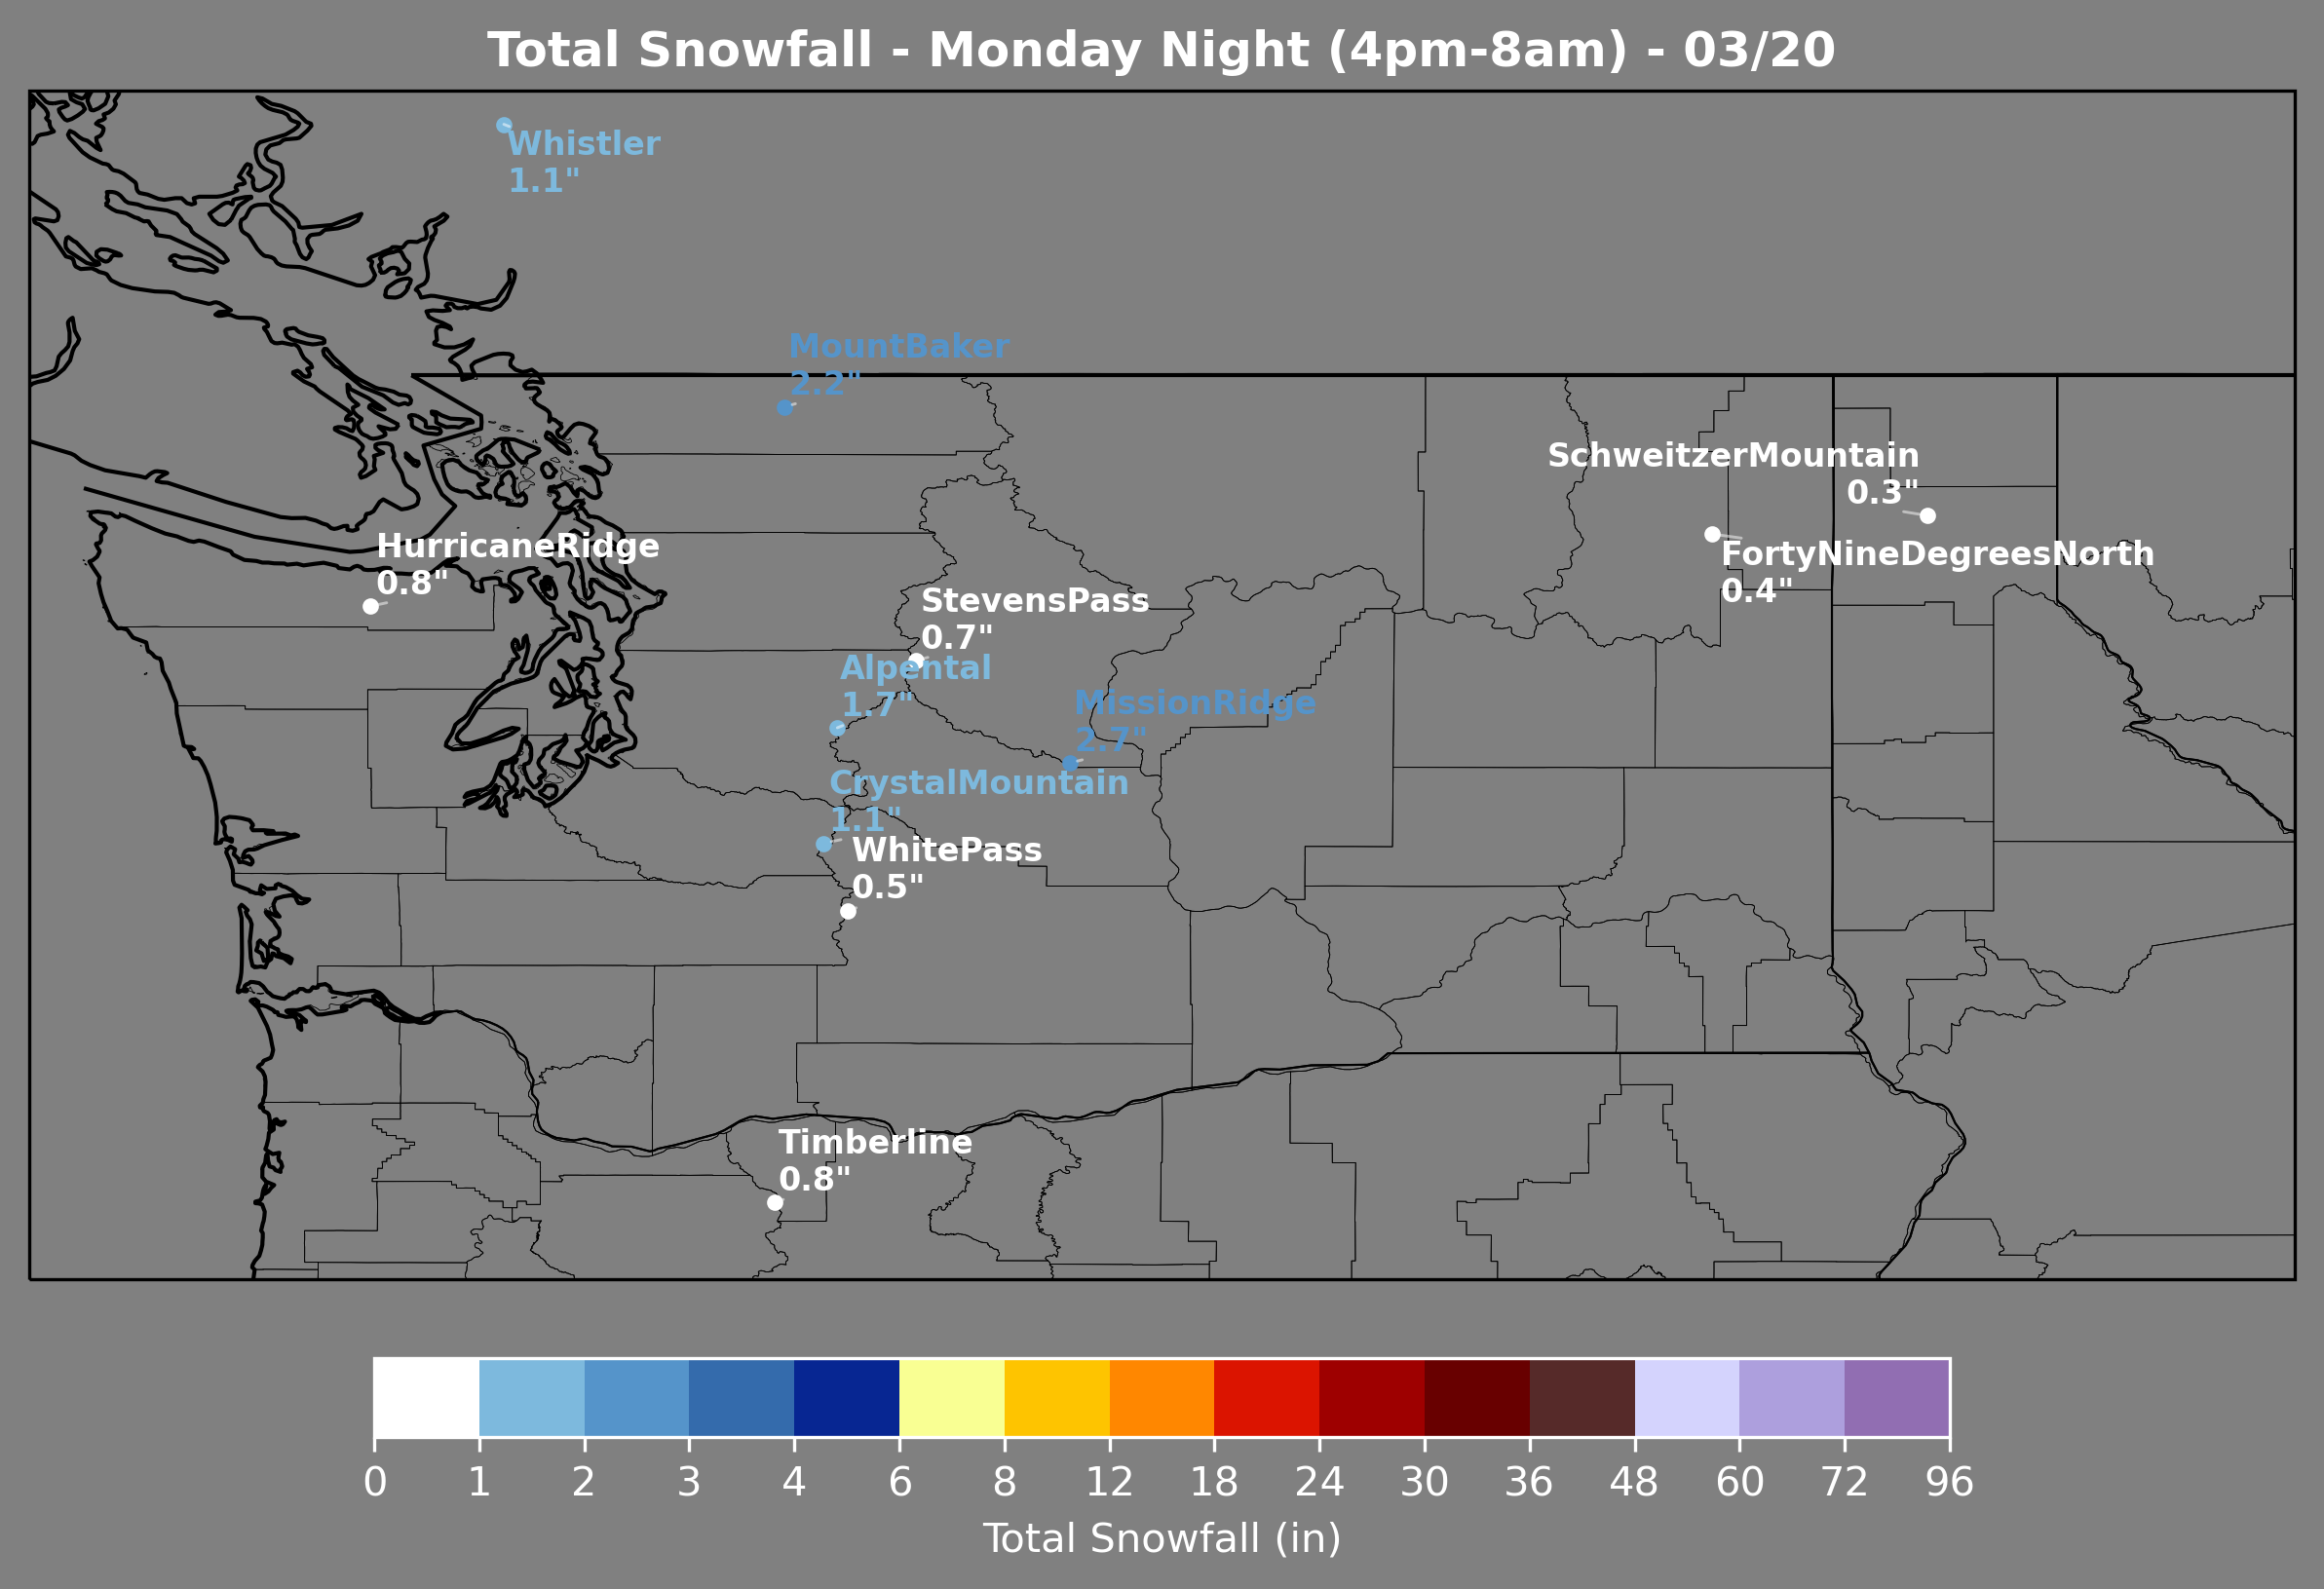 Total Snowfall - Monday Night (4pm-8am) - 03/20
Whistler
1.1"
MountBaker
2.2"
SchweitzerMountain
0.3"
HurricaneRidge
0.8"
FortyNineDegreesNorth
0.4"
StevensPass
0.7"
Alpental
1.7"
MissionRidge
2.7"
CrystalMountain
1.1"
WhitePass
0.5"
Timberline
0.8"
0 1 2 3 4 6 8 12 18 24 30 36 48 60 72 96
Total Snowfall (in)